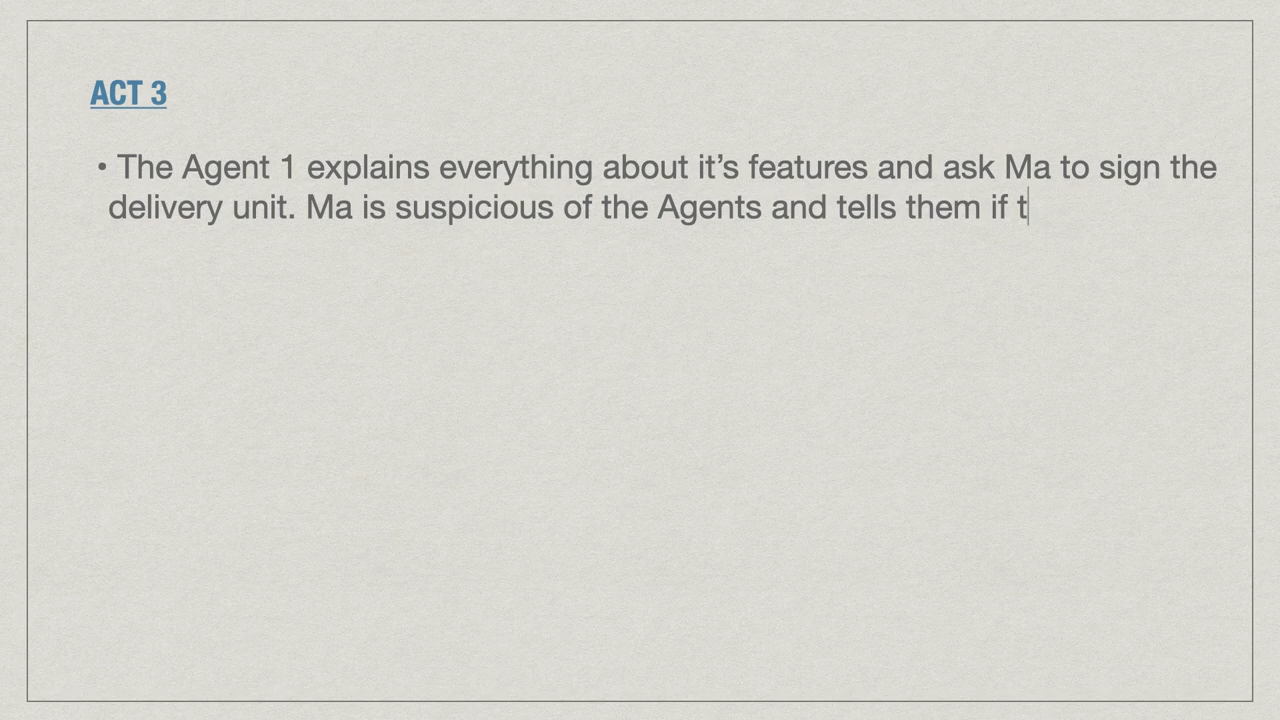 ACT 3
• The Agent 1 explains everything about it’s features and ask Ma to sign the
delivery unit. Ma is suspicious of the Agents and tells them if t